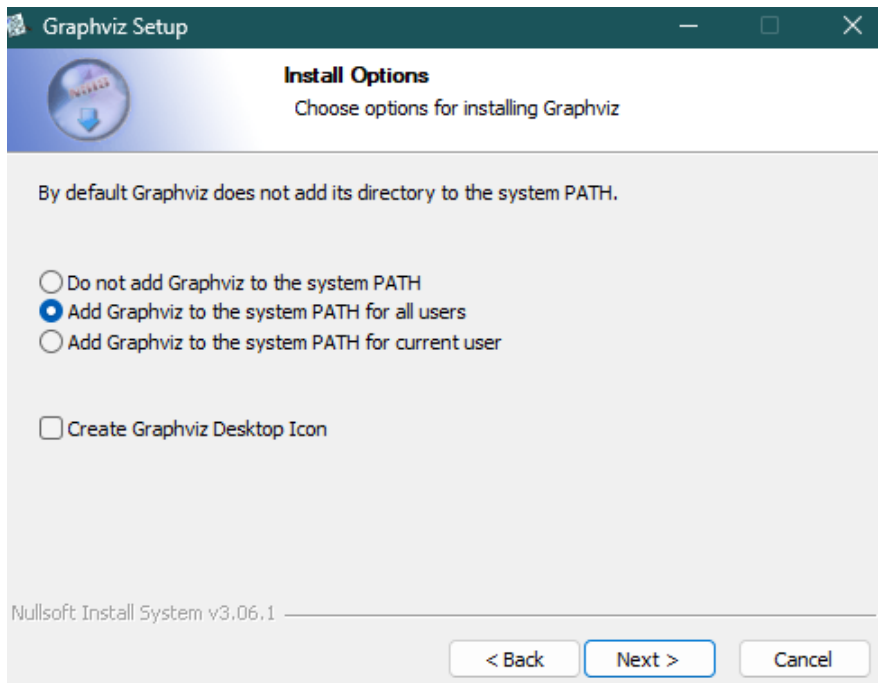 Graphviz Setup
Install Options
Choose options for installing Graphviz
By default Graphviz does not add its directory to the system PATH.
Do not add Graphviz to the system PATH
Add Graphviz to the system PATH for all users
Add Graphviz to the system PATH for current user
Create Graphviz Desktop Icon
Nullsoft Install System v3.06.1
< Back Next > Cancel